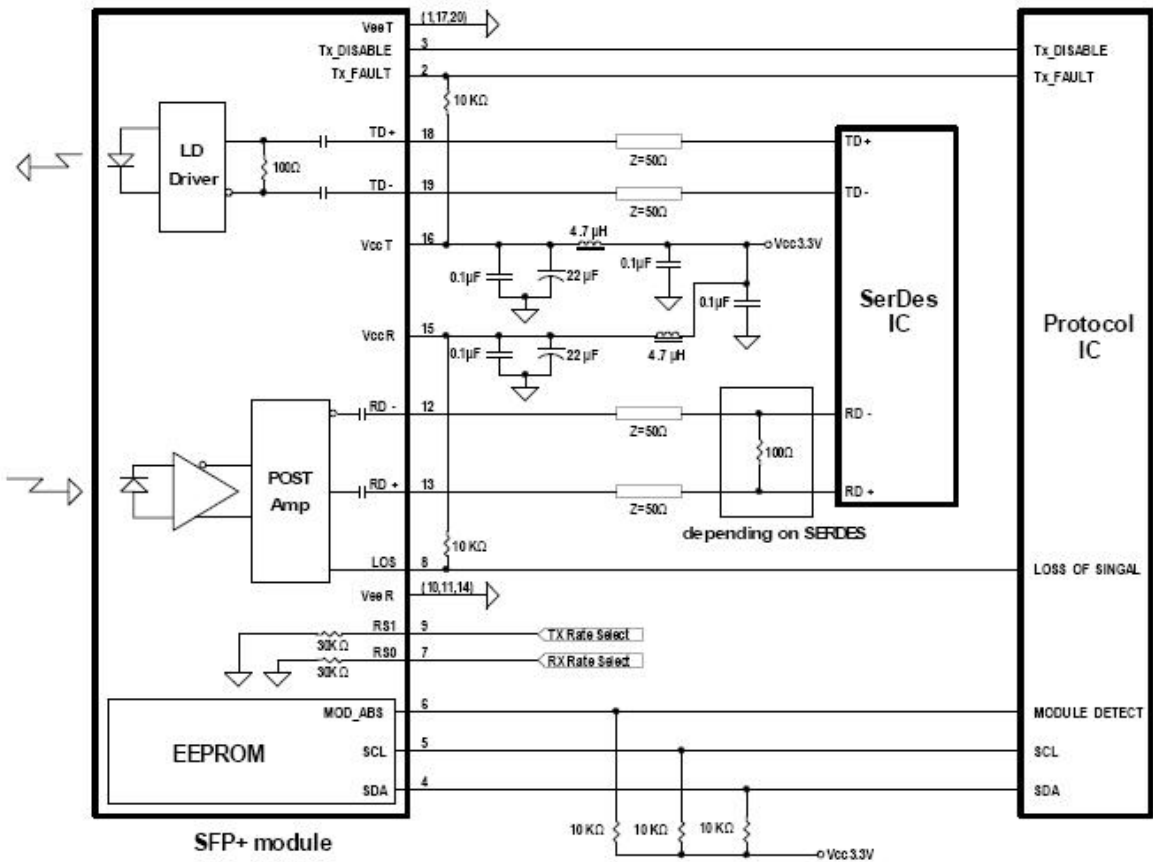 VeeT (1,17,20)
Tx_DISABLE 3 Tx_DISABLE
Tx_FAULT 2 Tx_FAULT
10 KΩ
LD
Driver
100Ω
TD+ 18 Z=50Ω TD+
TD- 19 Z=50Ω TD-
VccT 16 4.7 µH Vcc3.3V
0.1µF 22 µF 0.1µF 0.1µF
SerDes
IC
Protocol
IC
VccR 15 4.7 µH
0.1µF 22 µF
RD - 12 Z=50Ω RD -
100Ω
POST
Amp
RD + 13 Z=50Ω RD +
depending on SERDES
10 KΩ
LOS 8 LOSS OF SINGAL
VeeR (10,11,14)
RS1 9 TX Rate Select
30KΩ
RS0 7 RX Rate Select
30KΩ
MOD_ABS 6 MODULE DETECT
EEPROM
SCL 5 SCL
SDA 4 SDA
10 KΩ 10 KΩ 10 KΩ
Vcc3.3V
SFP+ module